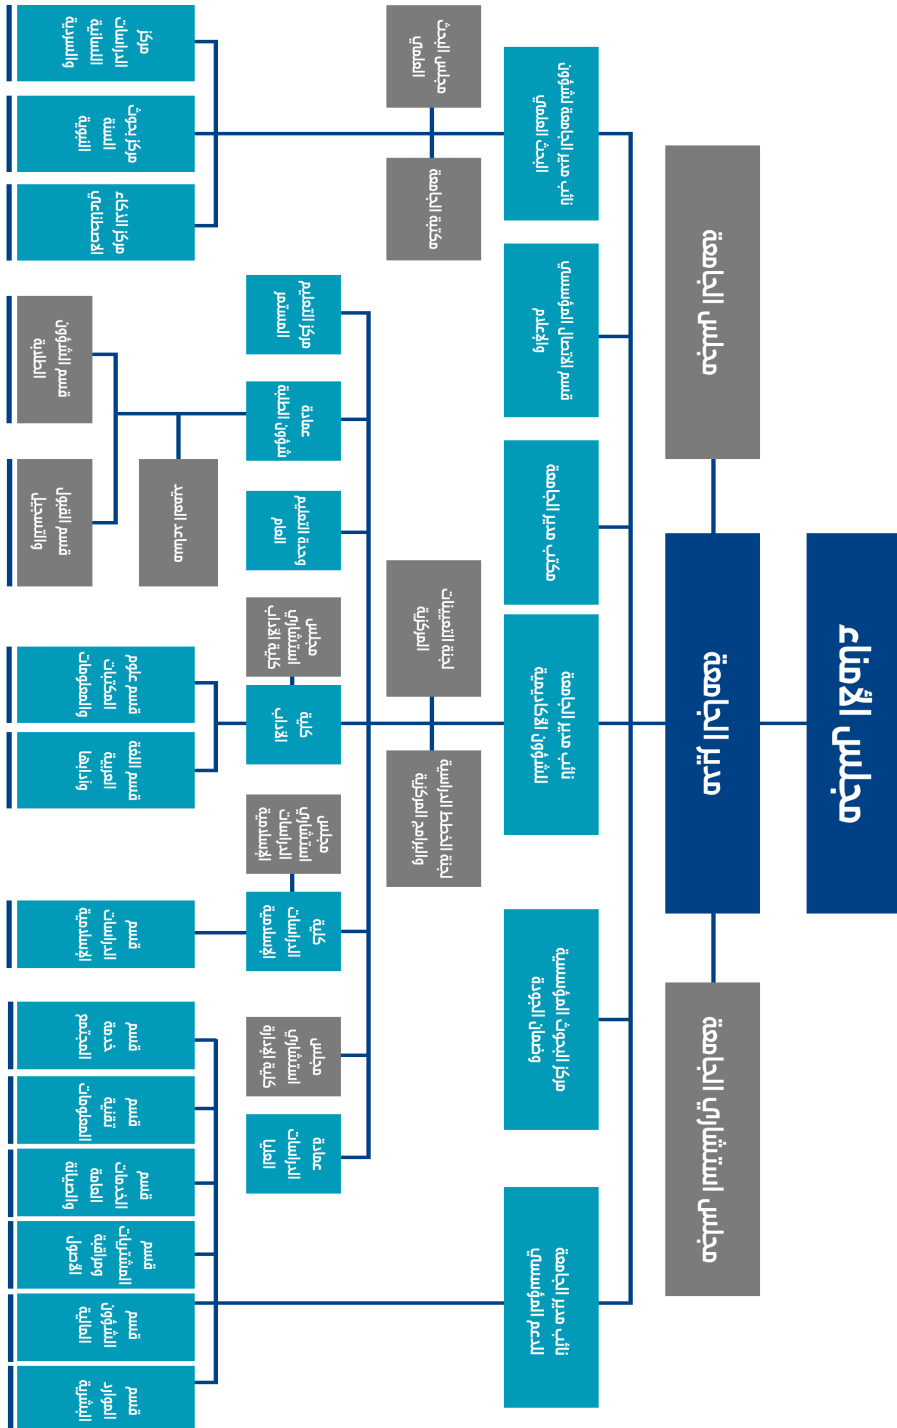 مجلس الأمناء
مجلس الجامعة
مدير الجامعة
مجلس استشاري الجامعة
نائب مدير الجامعة لشؤون
البحث العلمي
قسم الاتصال المؤسسي
والإعلام
مكتب مدير الجامعة
نائب مدير الجامعة
للشؤون الأكاديمية
مركز البحوث المؤسسية
وضمان الجودة
نائب مدير الجامعة
للدعم المؤسسي
مجلس البحث
العلمي
مكتبة الجامعة
لجنة التعيينات
المركزية
لجنة الخطط الدراسية
والبرامج المركزية
مركز التعليم
المستمر
عمادة
شؤون الطلبة
وحدة التعليم
العام
مجلس
استشاري
كلية الآداب
كلية
الآداب
مجلس
استشاري
الدراسات
الإسلامية
كلية
الدراسات
الإسلامية
مجلس
استشاري
كلية الإدارة
عمادة
الدراسات
العليا
مساعد العميد
مركز
الدراسات
اللسانية
والسردية
مركز بحوث
السنة
النبوية
مركز الذكاء
الاصطناعي
قسم الشؤون
الطلبية
قسم القبول
والتسجيل
قسم علوم
المكتبات
والمعلومات
قسم اللغة
العربية
وآدابها
قسم
الدراسات
الإسلامية
قسم
خدمة
المجتمع
قسم
تقنية
المعلومات
قسم
الخدمات
العامة
والصيانة
قسم
المشتريات
ومراقبة
الأصول
قسم
الشؤون
المالية
قسم
الموارد
البشرية